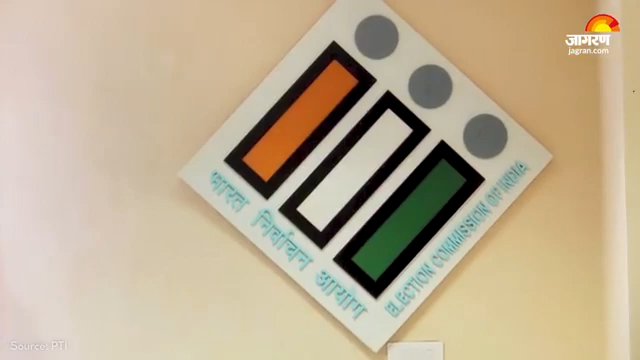 जागरण
jagran.com
भारत निर्वाचन आयोग
ELECTION COMMISSION OF INDIA
Source: PTI